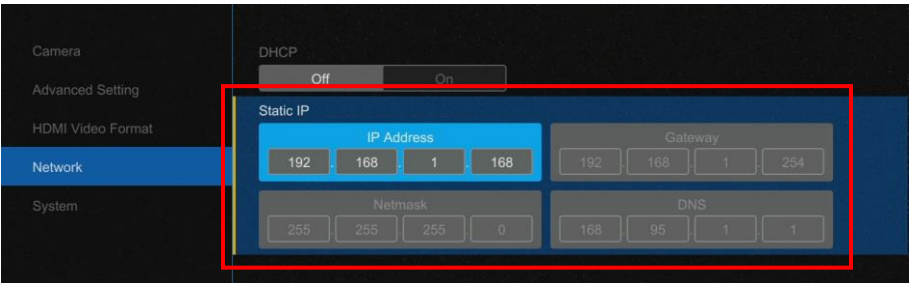 Camera
Advanced Setting
HDMI Video Format
Network
System
DHCP
Off On
Static IP
IP Address
192 . 168 . 1 . 168
Gateway
192 . 168 . 1 . 254
Netmask
255 . 255 . 255 . 0
DNS
168 . 95 . 1 . 1